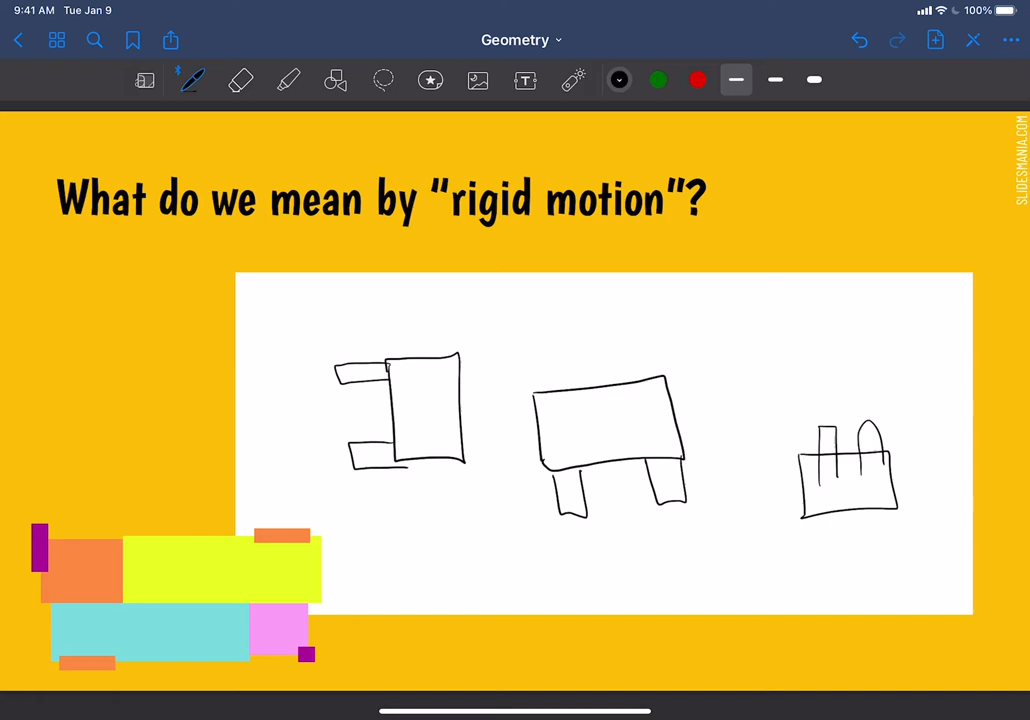 9:41 AM Tue Jan 9
100%
Geometry
T
What do we mean by “rigid motion”?
SLIDESMANIA.COM